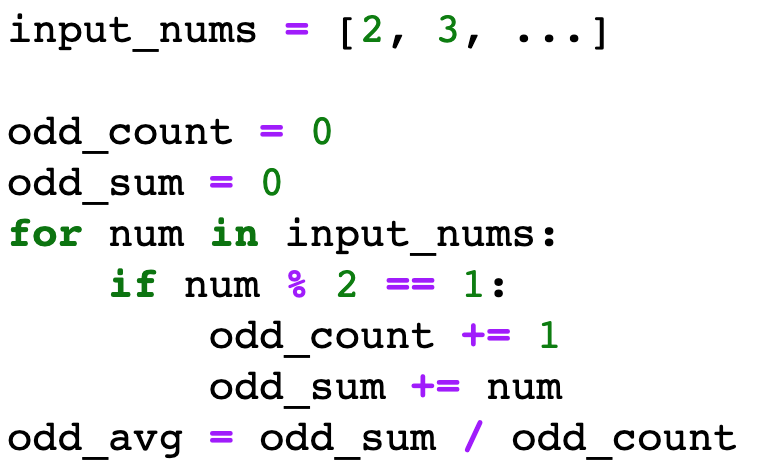 input_nums = [2, 3, ...]
odd_count = 0
odd_sum = 0
for num in input_nums:
    if num % 2 == 1:
        odd_count += 1
        odd_sum += num
odd_avg = odd_sum / odd_count